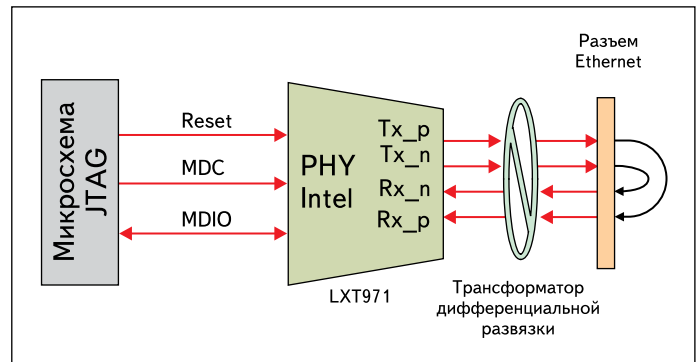 Разъем
Ethernet
Микросхема
JTAG
Reset
MDC
MDIO
PHY
Intel
Tx_p
Tx_n
Rx_n
Rx_p
LXT971
Трансформатор
дифференциальной
развязки